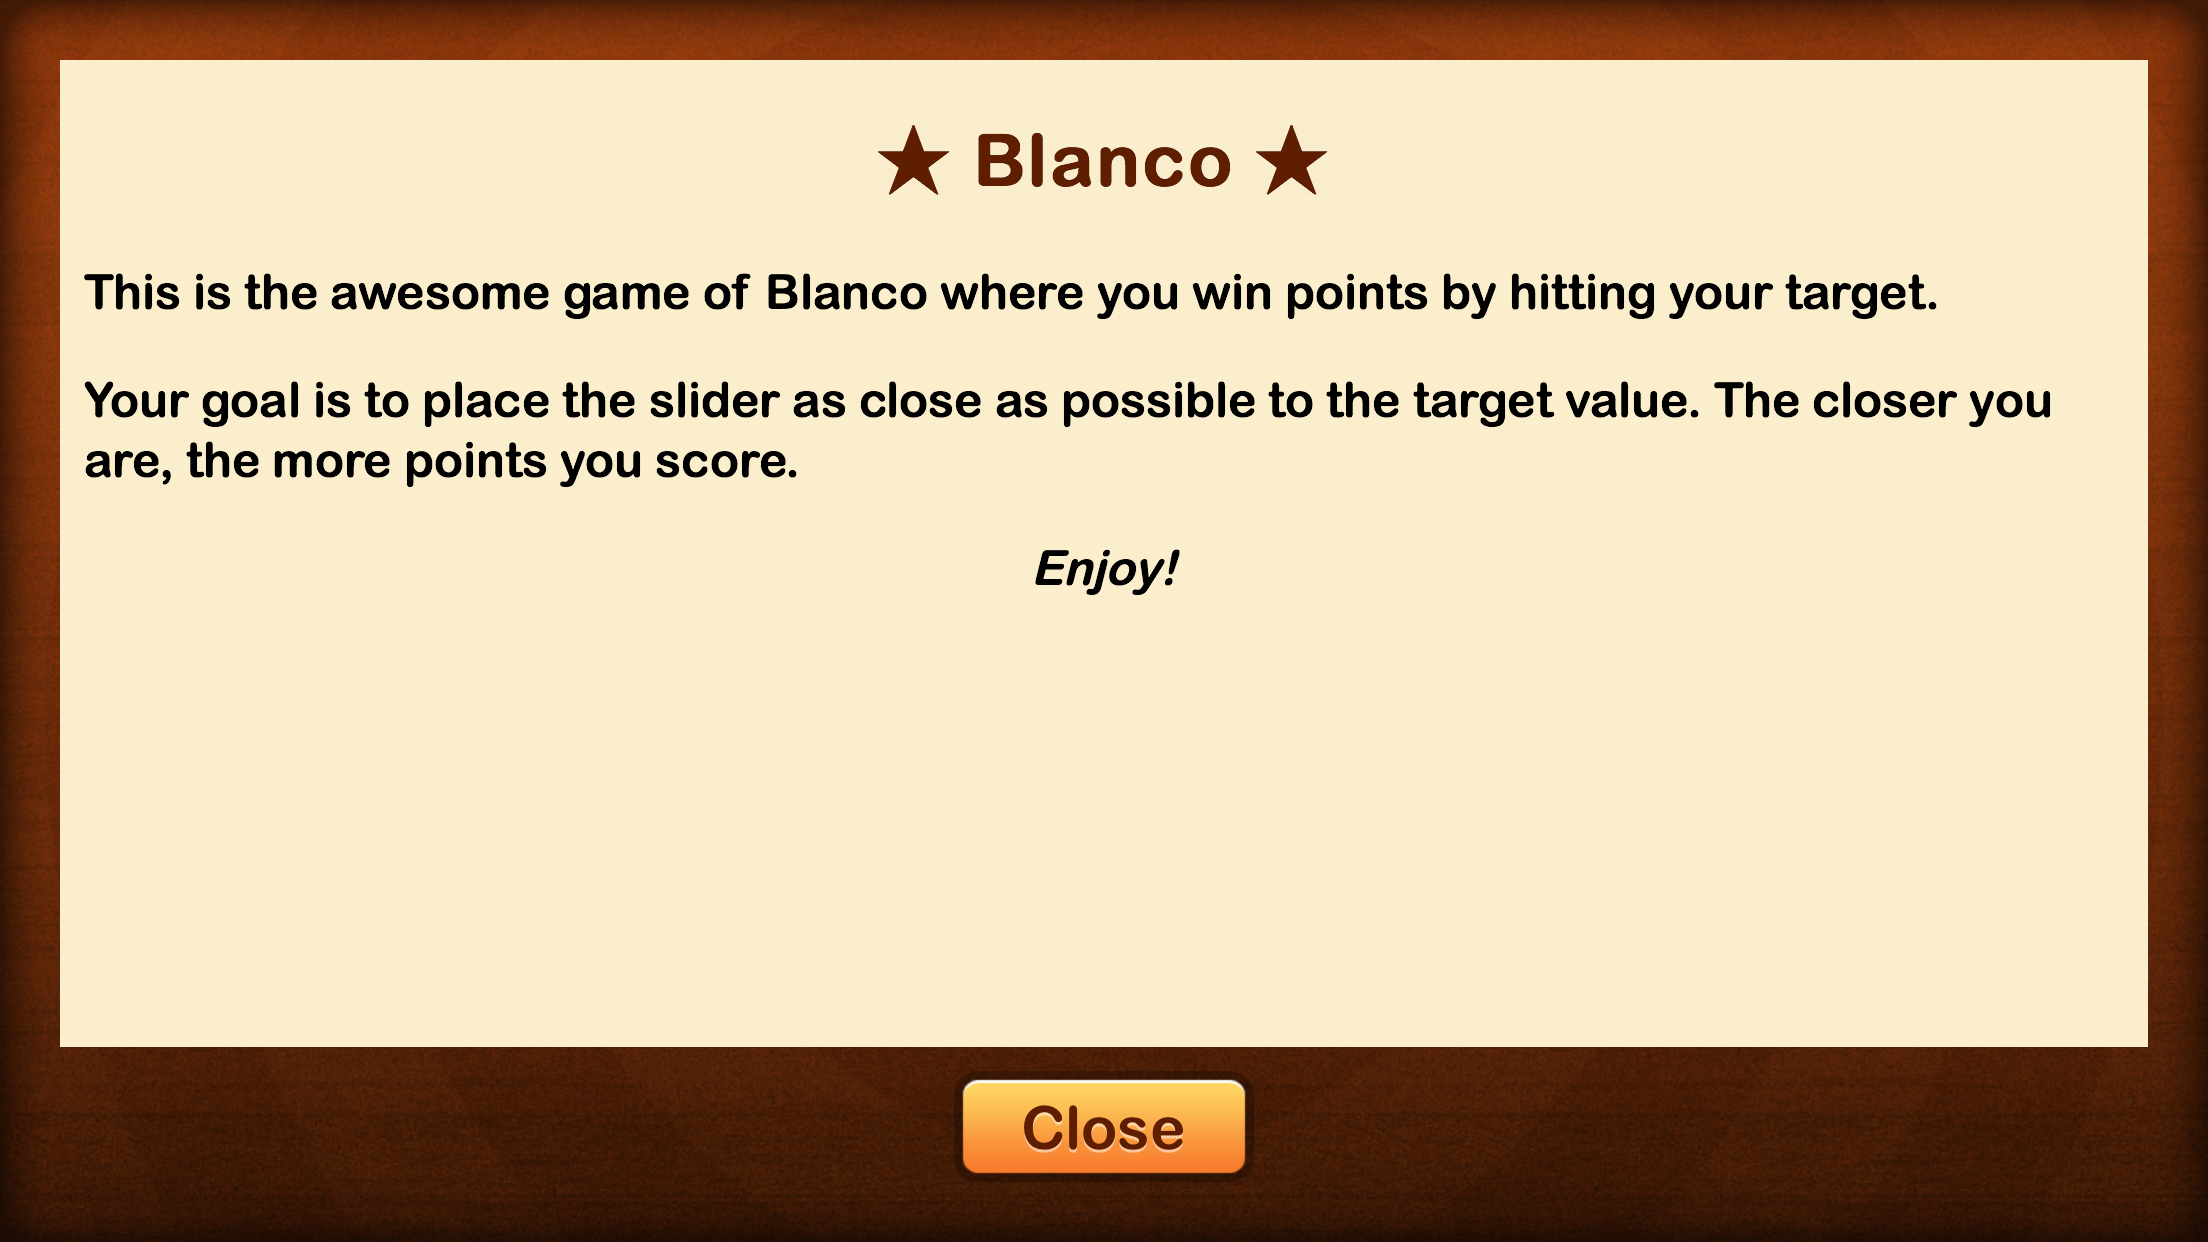 ★ Blanco ★
This is the awesome game of Blanco where you win points by hitting your target.
Your goal is to place the slider as close as possible to the target value. The closer you
are, the more points you score.
Enjoy!
Close